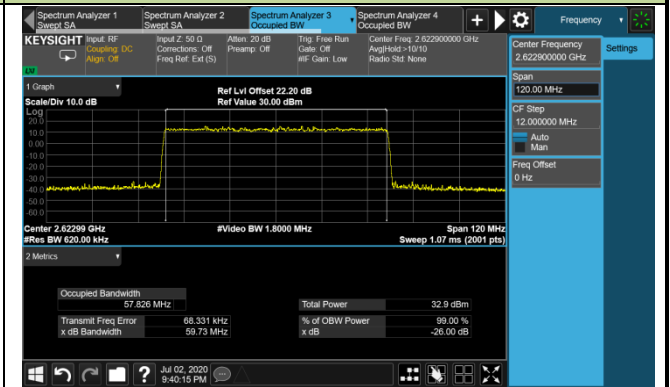 Spectrum Analyzer 1 Spectrum Analyzer 2 Spectrum Analyzer 3 Spectrum Analyzer 4
Swept SA Swept SA Occupied BW Occupied BW
Frequency
KEYSIGHT Input: RF Input Z: 50 Ω Atten: 20 dB Trig: Free Run Center Freq: 2.622900000 GHz
Coupling: DC Corrections: Off Preamp: Off Gate: Off Avg|Hold:>10/10
Align: Off Freq Ref: Ext (S) #IF Gain: Low Radio Std: None
LV
Center Frequency Settings
2.622900000 GHz
Span
120.00 MHz
CF Step
12.000000 MHz
Auto
Man
Freq Offset
0 Hz
1 Graph Ref Lvl Offset 22.20 dB
Scale/Div 10.0 dB Ref Value 30.00 dBm
Log
20.0
10.0
0.00
-10.0
-20.0
-30.0
-40.0
-50.0
-60.0
Center 2.62299 GHz #Video BW 1.8000 MHz Span 120 MHz
#Res BW 620.00 kHz Sweep 1.07 ms (2001 pts)
2 Metrics
Occupied Bandwidth
57.826 MHz Total Power 32.9 dBm
Transmit Freq Error 68.331 kHz % of OBW Power 99.00 %
x dB Bandwidth 59.73 MHz x dB -26.00 dB
Jul 02, 2020
9:40:15 PM